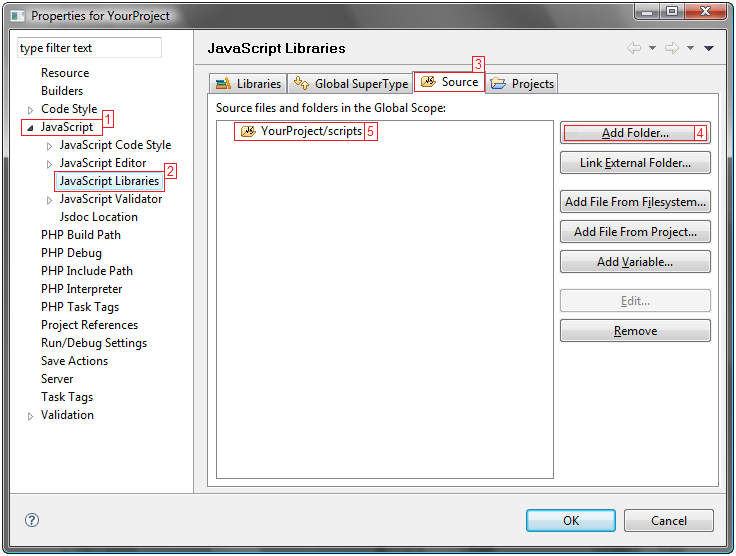 Properties for YourProject
type filter text
Resource
Builders
Code Style
JavaScript 1
JavaScript Code Style
JavaScript Editor
JavaScript Libraries 2
JavaScript Validator
Jsdoc Location
PHP Build Path
PHP Debug
PHP Include Path
PHP Interpreter
PHP Task Tags
Project References
Run/Debug Settings
Save Actions
Server
Task Tags
Validation
JavaScript Libraries
3
Libraries Global SuperType Source Projects
Source files and folders in the Global Scope:
YourProject/scripts 5
Add Folder... 4
Link External Folder...
Add File From Filesystem...
Add File From Project...
Add Variable...
Edit...
Remove
?
OK Cancel